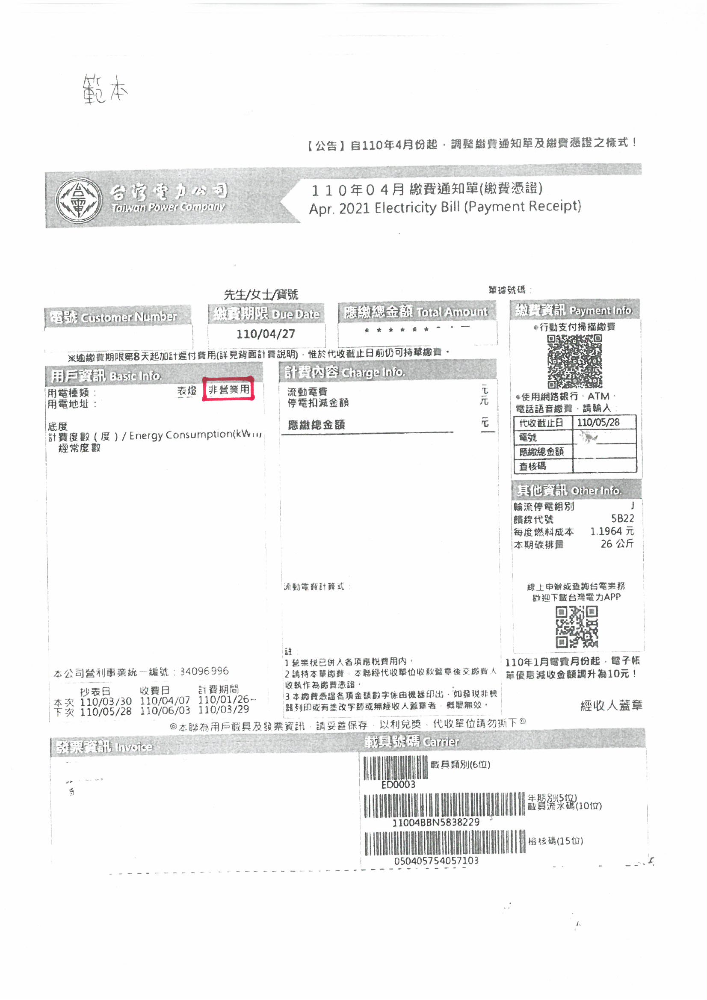 範本
【公告】自110年4月份起，調整繳費通知單及繳費憑證之樣式！
台灣電力公司
Taiwan Power Company
110年04月 繳費通知單(繳費憑證)
Apr. 2021 Electricity Bill (Payment Receipt)
先生/女士/寶號
單據號碼：
電號 Customer Number
繳費期限 Due Date
110/04/27
應繳總金額 Total Amount
******
※逾繳費期限第8天起加計遲付費用(詳見背面計費說明)，惟於代收截止日前仍可持單繳費。
用戶資訊 Basic Info.
用電種類： 表燈 非營業用
用電地址：
底度
計費度數(度)/Energy Consumption(kWh)
經常度數
本公司營利事業統一編號：34096996
抄表日 收費日 計費期間
本次 110/03/30 110/04/07 110/01/26~
下次 110/05/28 110/06/03 110/03/29
計費內容 Charge Info.
流動電費 元
停電扣減金額 元
應繳總金額 元
流動電費計算式：
註：
1 營業稅已併入各項應稅費用內。
2 請持本單繳費，本聯經代收單位收款蓋章後交繳費人
收執作為繳費憑證。
3 本繳費憑證各項金額數字係由機器印出，如發現非機
器列印或有塗改字跡或無經收人蓋章者，概屬無效。
繳費資訊 Payment Info.
◎行動支付掃描繳費
◎使用網路銀行、ATM、
電話語音繳費，請輸入：
代收截止日 110/05/28
電號
應繳總金額
查核碼
其他資訊 Other Info.
輪流停電組別 J
饋線代號 5B22
每度燃料成本 1.1964 元
本期碳排量 26 公斤
線上申辦或查詢台電業務
歡迎下載台灣電力APP
110年1月電費月份起，電子帳
單優惠減收金額調升為10元！
經收人蓋章
◎本聯為用戶載具及發票資訊，請妥善保存，以利兌獎，代收單位請勿撕下◎
發票資訊 Invoice
載具號碼 Carrier
載具類別(6位)
ED0003
年期別(5位)
載具流水碼(10位)
11004BBN5838229
檢核碼(15位)
050405754057103